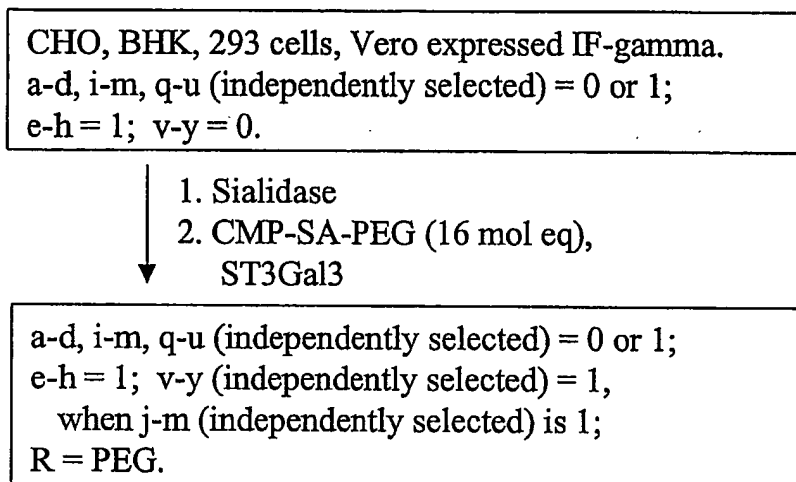 CHO, BHK, 293 cells, Vero expressed IF-gamma.
a-d, i-m, q-u (independently selected) = 0 or 1;
e-h = 1; v-y = 0.
1. Sialidase
2. CMP-SA-PEG (16 mol eq),
ST3Gal3
a-d, i-m, q-u (independently selected) = 0 or 1;
e-h = 1; v-y (independently selected) = 1,
when j-m (independently selected) is 1;
R = PEG.